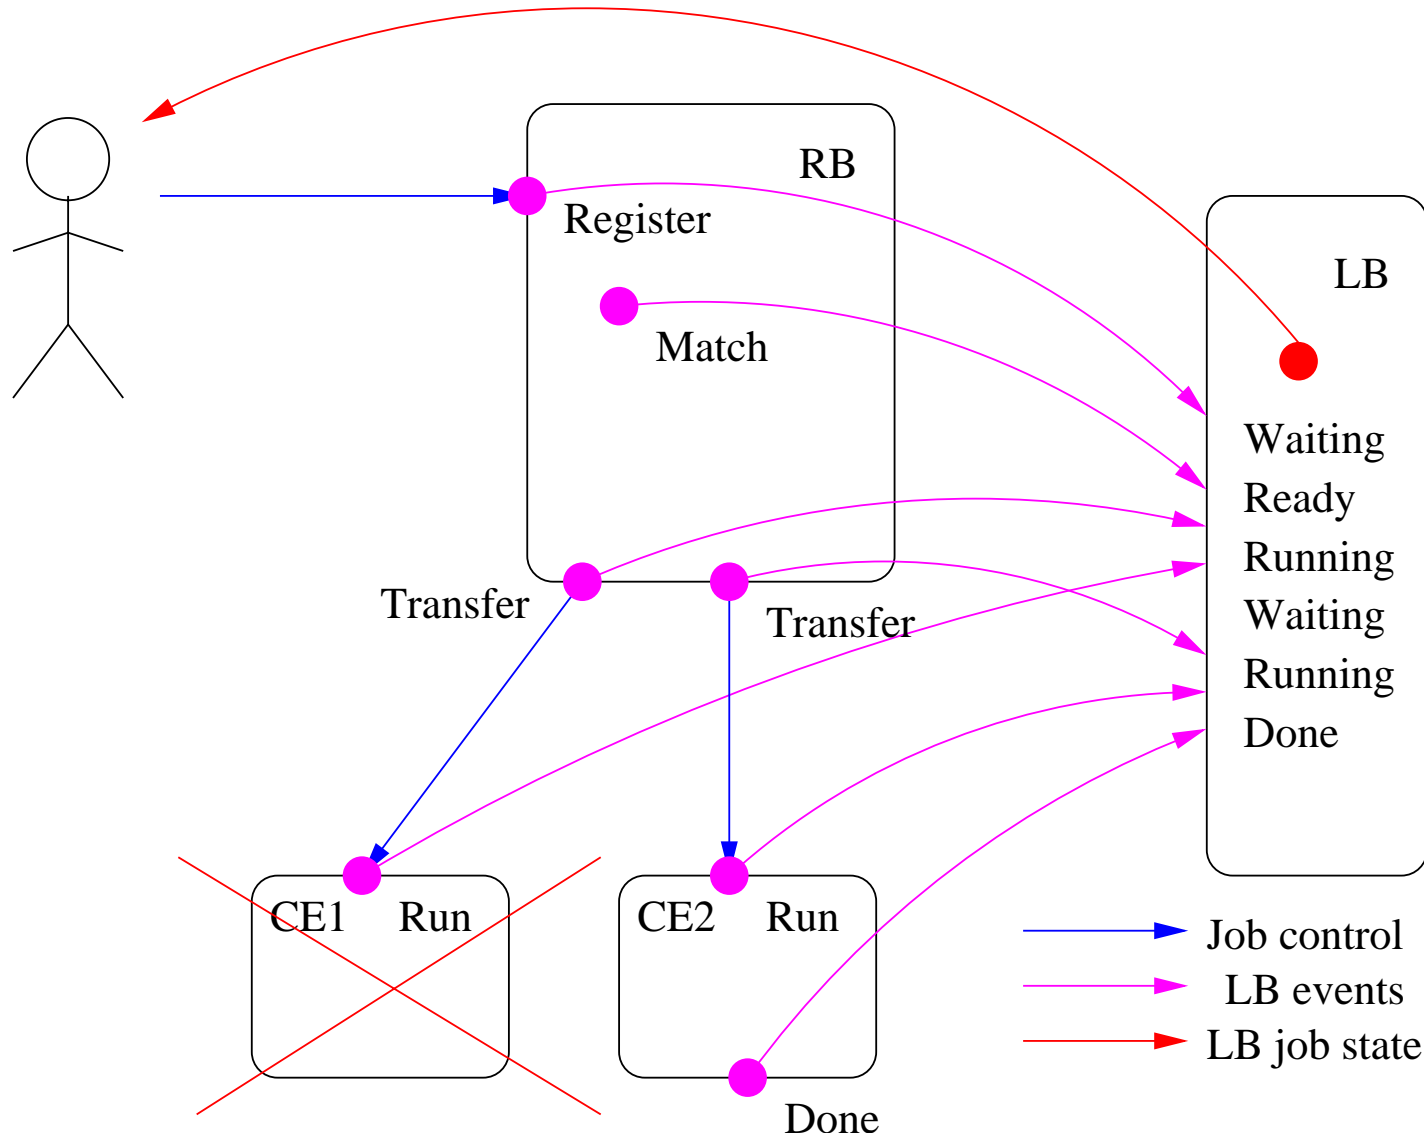 RB
Register
LB
Match
Waiting
Ready
Running
Waiting
Running
Done
Transfer
Transfer
CE1 Run
CE2 Run
Job control
LB events
LB job state
Done